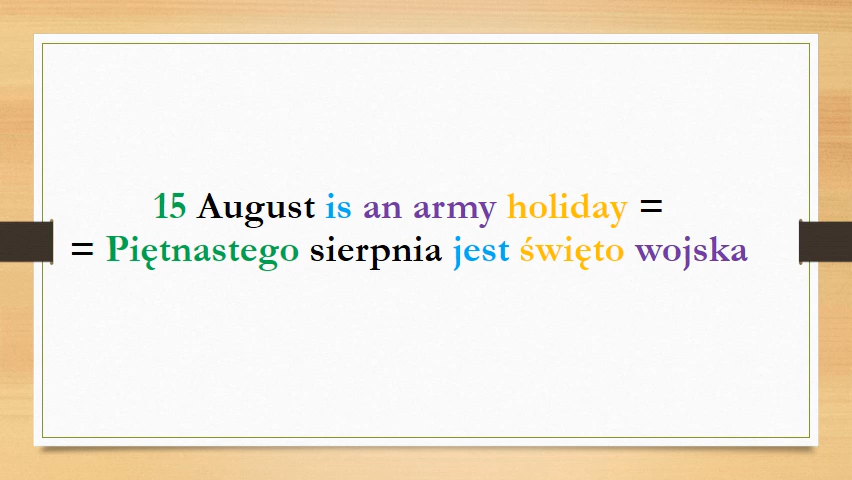 15 August is an army holiday =
= Piętnastego sierpnia jest święto wojska